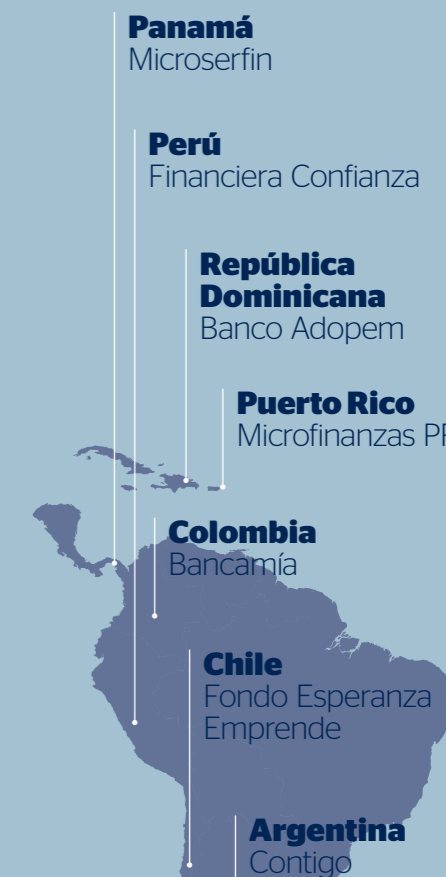 Panamá
Microserfin
Perú
Financiera Confianza
República
Dominicana
Banco Adopem
Puerto Rico
Microfinanzas
Colombia
Bancamía
Chile
Fondo Esperanza
Emprende
Argentina
Contigo